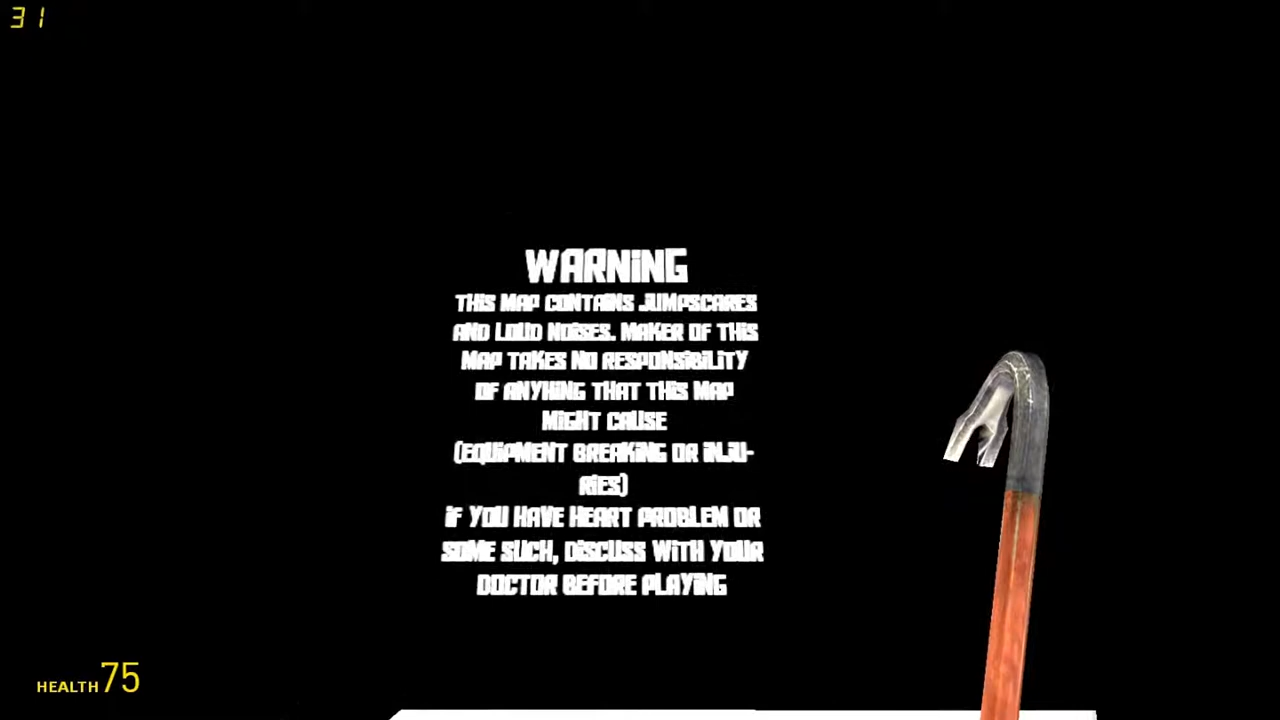 31
WARNiNG
THiS MAP CONTAiNS JUMPSCARES
AND LOUD NOiSES. MAKER OF THiS
MAP TAKES NO RESPONSiBiLiTY
OF ANYHiNG THAT THiS MAP
MiGHT CAUSE
(EQUiPMENT BREAKiNG OR iNJU-
RiES)
iF YOU HAVE HEART PROBLEM OR
SOME SUCH, DiSCUSS WiTH YOUR
DOCTOR BEFORE PLAYiNG
HEALTH 75